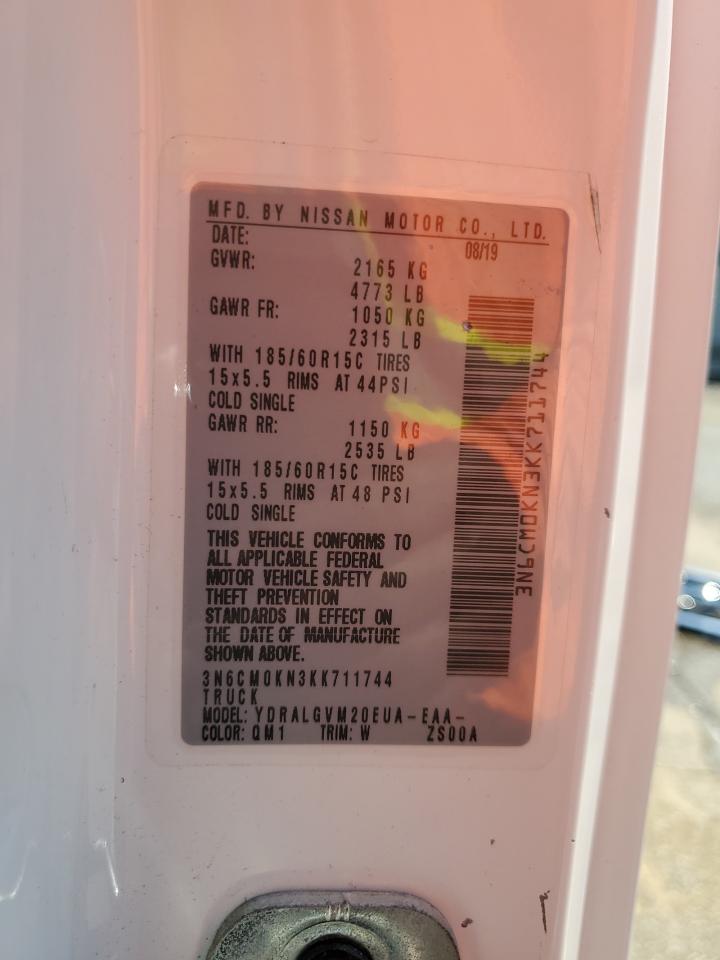 MFD. BY NISSAN MOTOR CO., LTD.
DATE: 08/19
GVWR: 2165 KG
4773 LB
GAWR FR: 1050 KG
2315 LB
WITH 185/60R15C TIRES
15x5.5 RIMS AT 44PSI
COLD SINGLE
GAWR RR: 1150 KG
2535 LB
WITH 185/60R15C TIRES
15x5.5 RIMS AT 48 PSI
COLD SINGLE
THIS VEHICLE CONFORMS TO
ALL APPLICABLE FEDERAL
MOTOR VEHICLE SAFETY AND
THEFT PREVENTION
STANDARDS IN EFFECT ON
THE DATE OF MANUFACTURE
SHOWN ABOVE.
3N6CM0KN3KK711744
TRUCK
MODEL: YDRALGVM20EUA-EAA-
COLOR: QM1 TRIM: W ZS00A
3N6CM0KN3KK711744